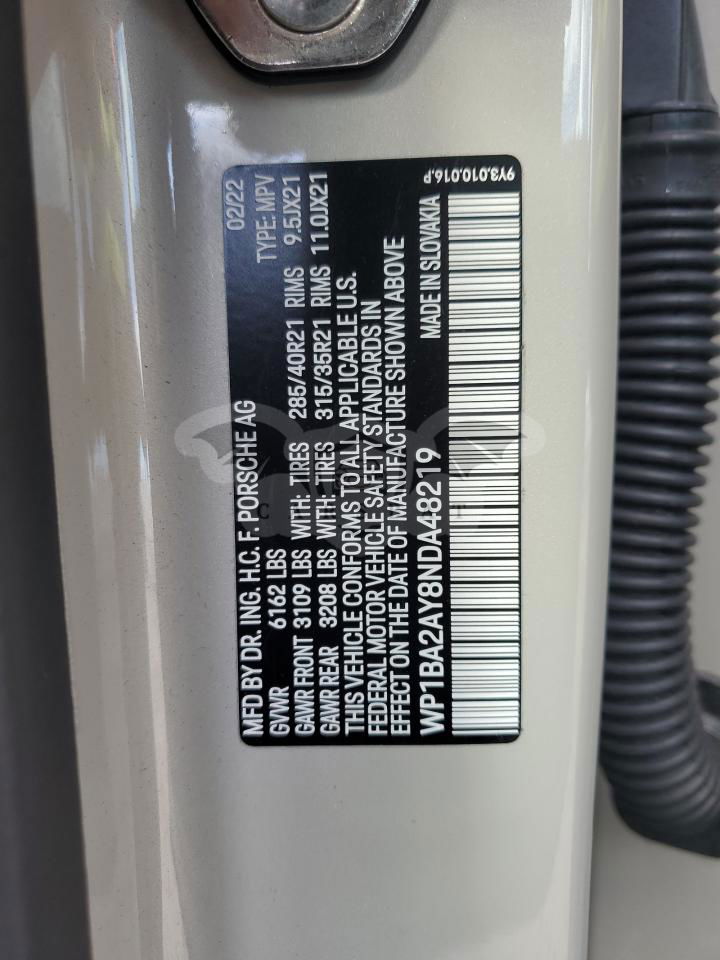 MFD BY DR. ING. H.C. F. PORSCHE AG 02/22
GVWR 6162 LBS TYPE: MPV
GAWR FRONT 3109 LBS WITH: TIRES 285/40R21 RIMS 9.5JX21
GAWR REAR 3208 LBS WITH: TIRES 315/35R21 RIMS 11.0JX21
THIS VEHICLE CONFORMS TO ALL APPLICABLE U.S.
FEDERAL MOTOR VEHICLE SAFETY STANDARDS IN
EFFECT ON THE DATE OF MANUFACTURE SHOWN ABOVE
WP1BA2AY8NDA48219 MADE IN SLOVAKIA
9Y3.010.016.P